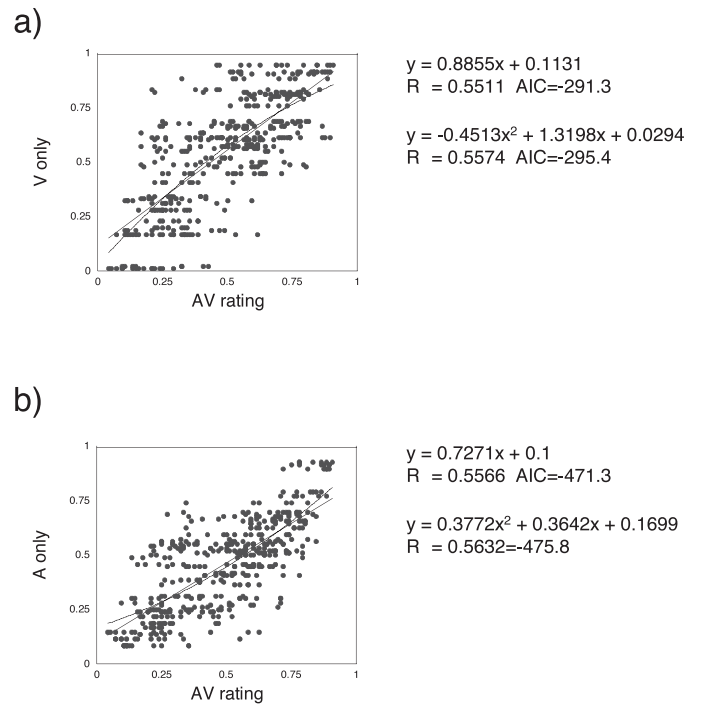 a)
y = 0.8855x + 0.1131
R = 0.5511 AIC=-291.3
y = -0.4513x² + 1.3198x + 0.0294
R = 0.5574 AIC=-295.4
V only
1
0.75
0.5
0.25
0
0 0.25 0.5 0.75 1
AV rating
b)
y = 0.7271x + 0.1
R = 0.5566 AIC=-471.3
y = 0.3772x² + 0.3642x + 0.1699
R = 0.5632=-475.8
A only
1
0.75
0.5
0.25
0
0 0.25 0.5 0.75 1
AV rating